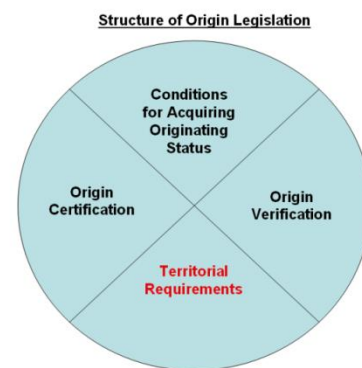 Structure of Origin Legislation
Conditions
for Acquiring
Originating
Status
Origin
Certification
Origin
Verification
Territorial
Requirements